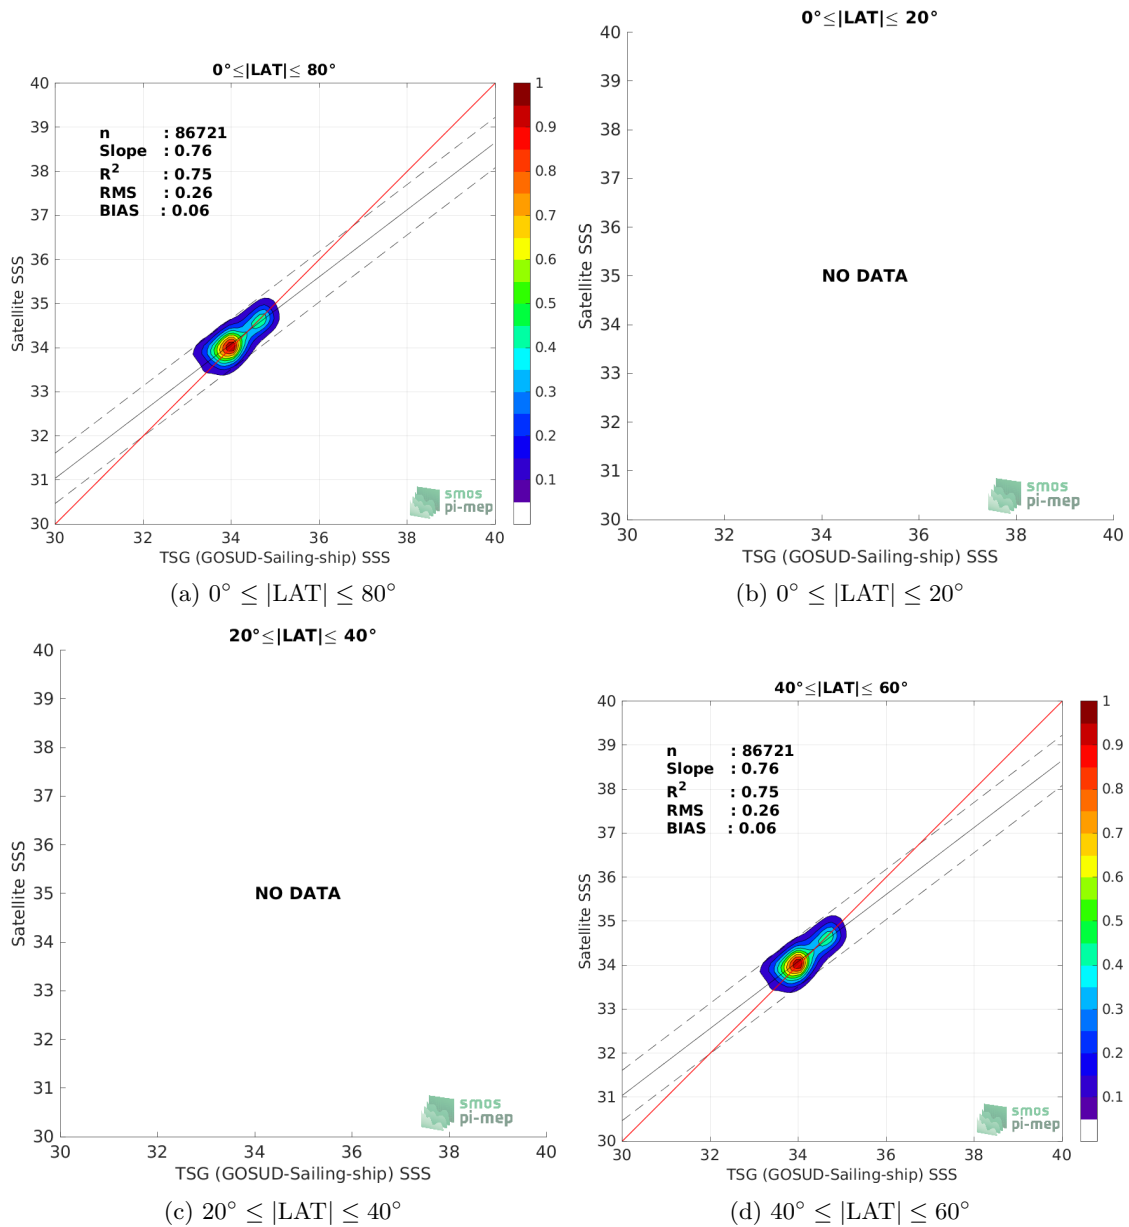 0°≤|LAT|≤ 80°
40
39
38
37
36
35
34
33
32
31
30
Satellite SSS
n : 86721
Slope : 0.76
R² : 0.75
RMS : 0.26
BIAS : 0.06
smos
pi-mep
1
0.9
0.8
0.7
0.6
0.5
0.4
0.3
0.2
0.1
30 32 34 36 38 40
TSG (GOSUD-Sailing-ship) SSS
(a) 0° ≤ |LAT| ≤ 80°
0°≤|LAT|≤ 20°
40
39
38
37
36
35
34
33
32
31
30
Satellite SSS
NO DATA
smos
pi-mep
30 32 34 36 38 40
TSG (GOSUD-Sailing-ship) SSS
(b) 0° ≤ |LAT| ≤ 20°
20°≤|LAT|≤ 40°
40
39
38
37
36
35
34
33
32
31
30
Satellite SSS
NO DATA
smos
pi-mep
30 32 34 36 38 40
TSG (GOSUD-Sailing-ship) SSS
(c) 20° ≤ |LAT| ≤ 40°
40°≤|LAT|≤ 60°
40
39
38
37
36
35
34
33
32
31
30
Satellite SSS
n : 86721
Slope : 0.76
R² : 0.75
RMS : 0.26
BIAS : 0.06
smos
pi-mep
1
0.9
0.8
0.7
0.6
0.5
0.4
0.3
0.2
0.1
30 32 34 36 38 40
TSG (GOSUD-Sailing-ship) SSS
(d) 40° ≤ |LAT| ≤ 60°